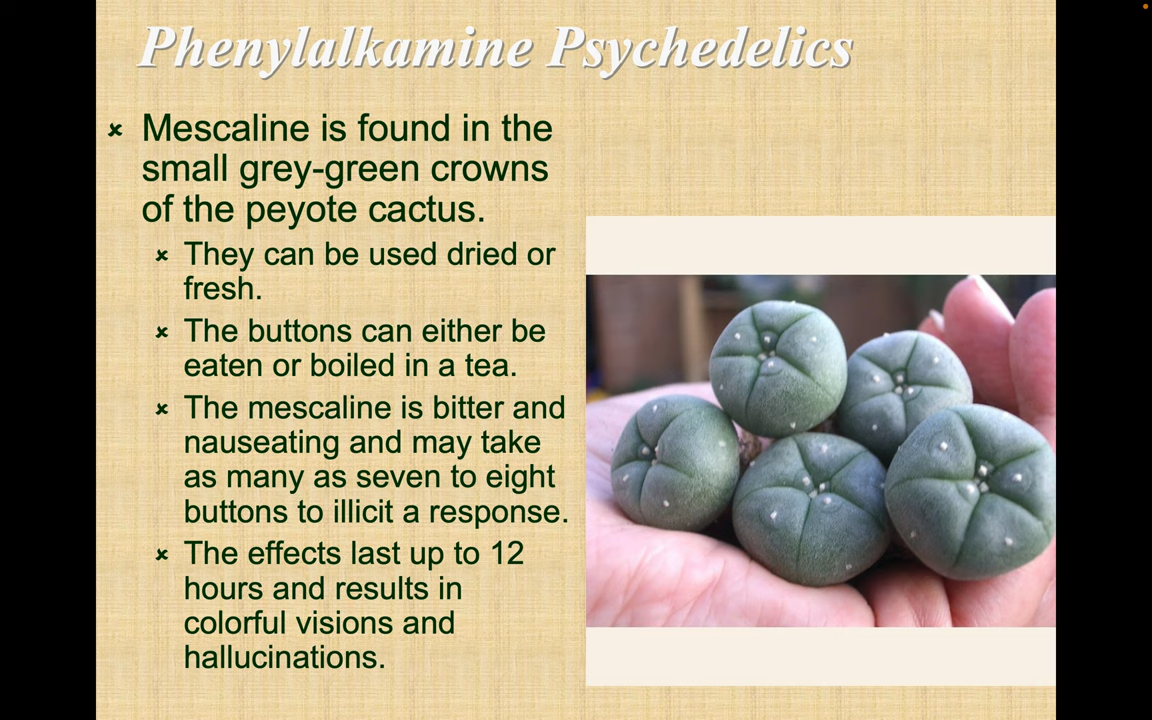 Phenylalkamine Psychedelics
Mescaline is found in the
small grey-green crowns
of the peyote cactus.
They can be used dried or
fresh.
The buttons can either be
eaten or boiled in a tea.
The mescaline is bitter and
nauseating and may take
as many as seven to eight
buttons to illicit a response.
The effects last up to 12
hours and results in
colorful visions and
hallucinations.